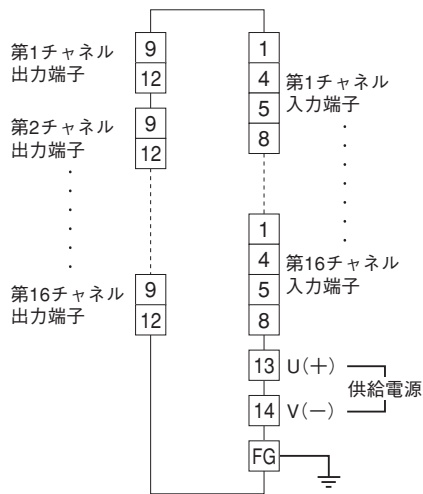 第1チャネル
出力端子
9
12
第2チャネル
出力端子
9
12
第16チャネル
出力端子
9
12
1
4
5
8
第1チャネル
入力端子
1
4
5
8
第16チャネル
入力端子
13 U(+)
14 V(−)
供給電源
FG